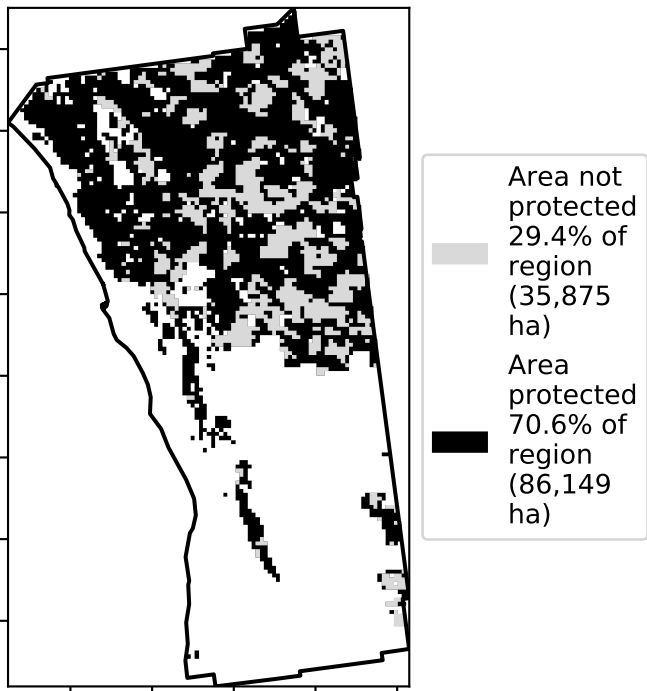 Area not
protected
29.4% of
region
(35,875
ha)
Area
protected
70.6% of
region
(86,149
ha)